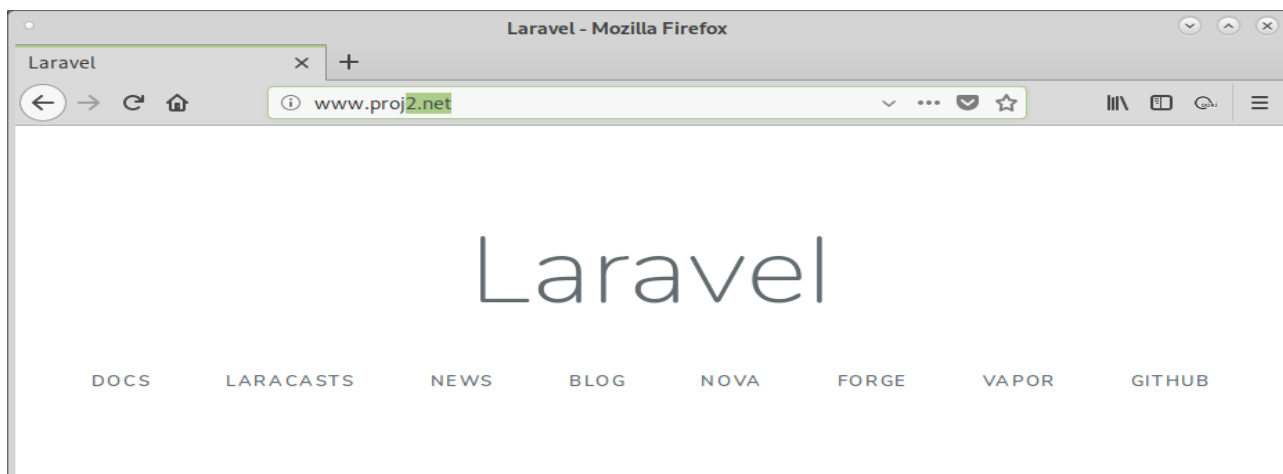 Laravel - Mozilla Firefox
Laravel
www.proj2.net
Laravel
DOCS LARACASTS NEWS BLOG NOVA FORGE VAPOR GITHUB